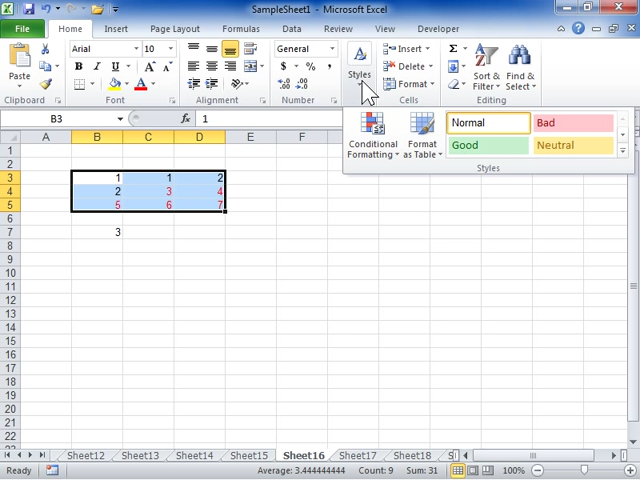 SampleSheet1 - Microsoft Excel
File Home Insert Page Layout Formulas Data Review View Developer
Paste
Clipboard
Arial 10
B I U
Font
Alignment
General
$ % ,
Number
Styles
Insert
Delete
Format
Cells
Sort & Filter
Find & Select
Editing
B3 fx 1
Conditional Formatting
Format as Table
Normal Bad
Good Neutral
Styles
A B C D E F
1
2
3 1 1 2
4 2 3 4
5 5 6 7
6
7 3
8
9
10
11
12
13
14
15
16
17
18
19
20
21
22
Sheet12 Sheet13 Sheet14 Sheet15 Sheet16 Sheet17 Sheet18
Ready Average: 3.444444444 Count: 9 Sum: 31 100%